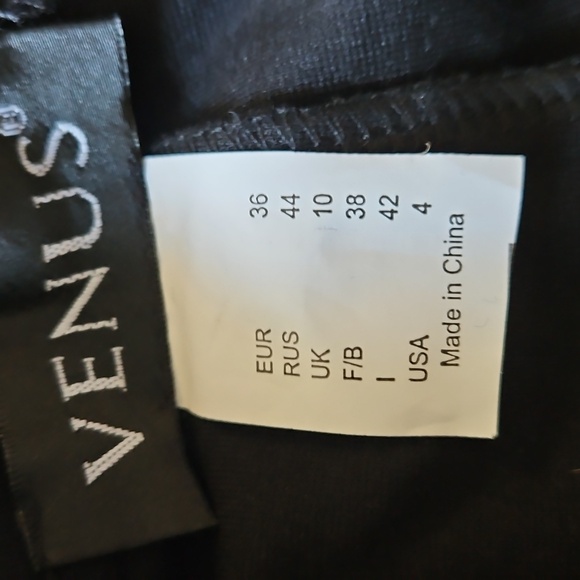 VENUS®
EUR 36
RUS 44
UK 10
F/B 38
I 42
USA 4
Made in China